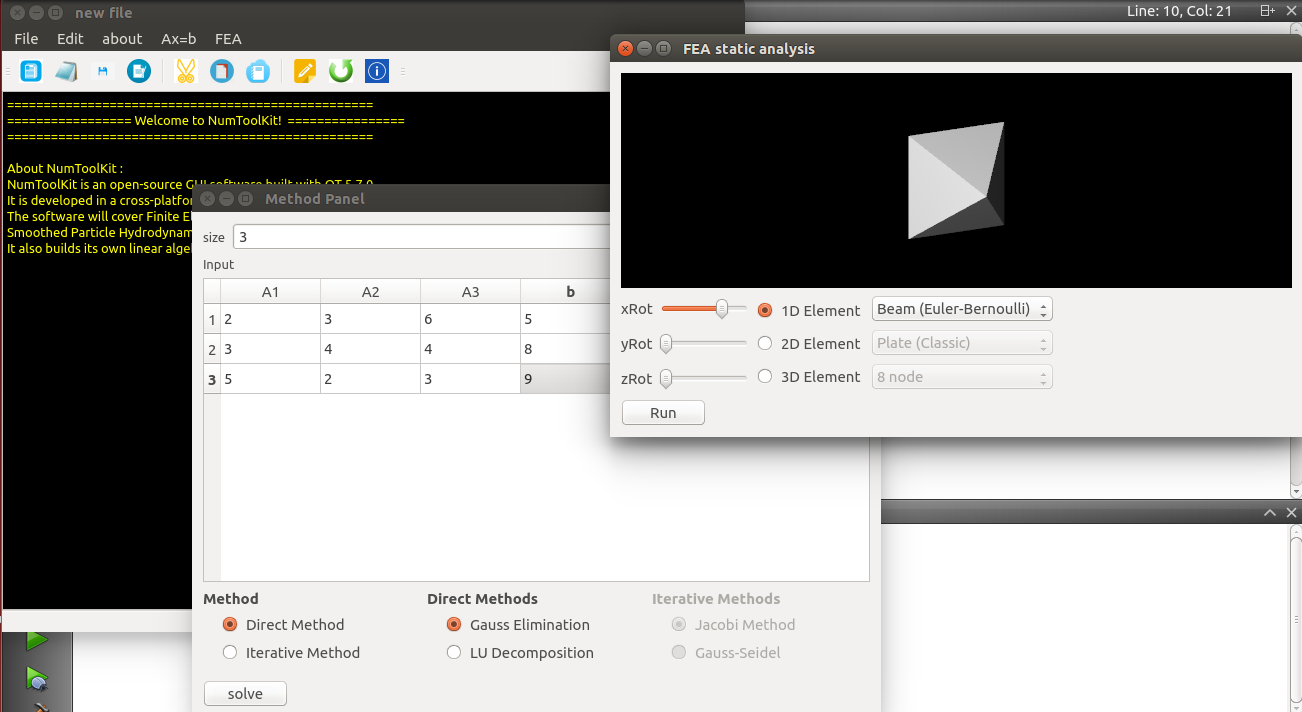 new file
File Edit about Ax=b FEA
==================================================
================= Welcome to NumToolKit! ================
==================================================
About NumToolKit :
NumToolKit is an open-source GUI software built with QT 5.7.0
It is developed in a cross-platfor
The software will cover Finite El
Smoothed Particle Hydrodynam
It also builds its own linear alge
Method Panel
size 3
Input
A1 A2 A3 b
1 2 3 6 5
2 3 4 4 8
3 5 2 3 9
Method Direct Methods Iterative Methods
Direct Method Gauss Elimination Jacobi Method
Iterative Method LU Decomposition Gauss-Seidel
solve
Line: 10, Col: 21
FEA static analysis
xRot 1D Element Beam (Euler-Bernoulli)
yRot 2D Element Plate (Classic)
zRot 3D Element 8 node
Run